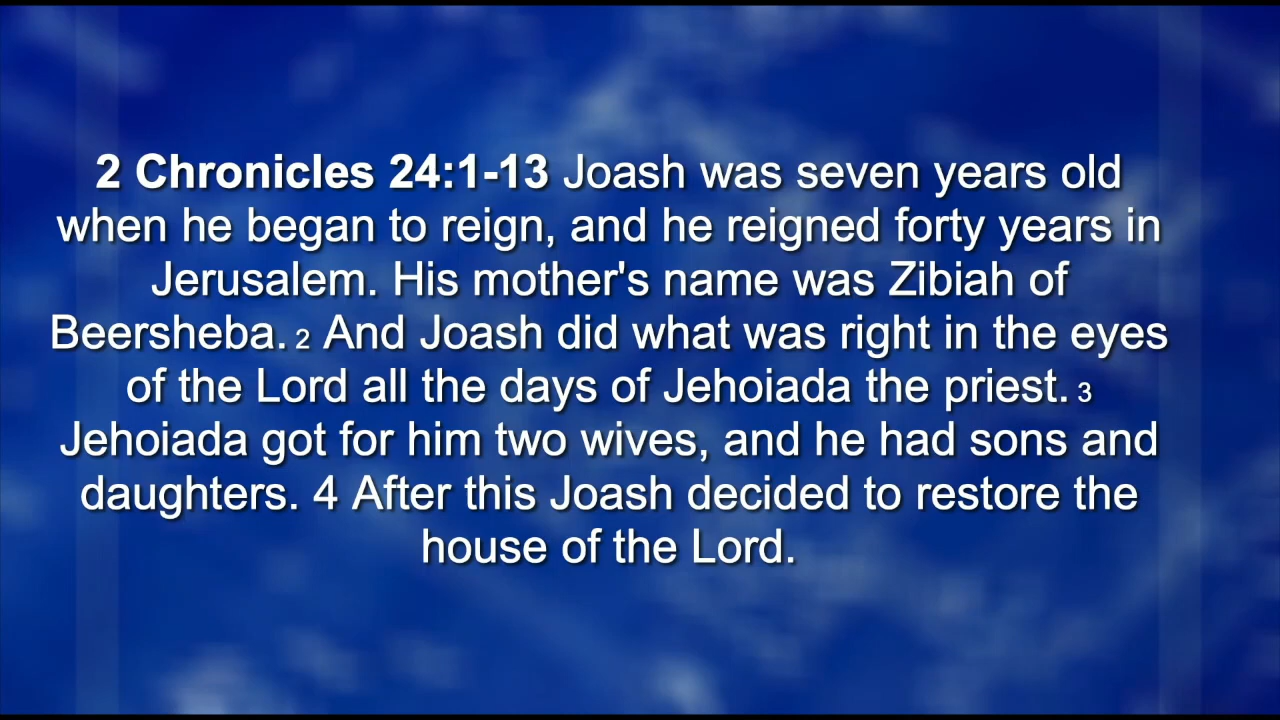 2 Chronicles 24:1-13 Joash was seven years old
when he began to reign, and he reigned forty years in
Jerusalem. His mother's name was Zibiah of
Beersheba. 2 And Joash did what was right in the eyes
of the Lord all the days of Jehoiada the priest. 3
Jehoiada got for him two wives, and he had sons and
daughters. 4 After this Joash decided to restore the
house of the Lord.